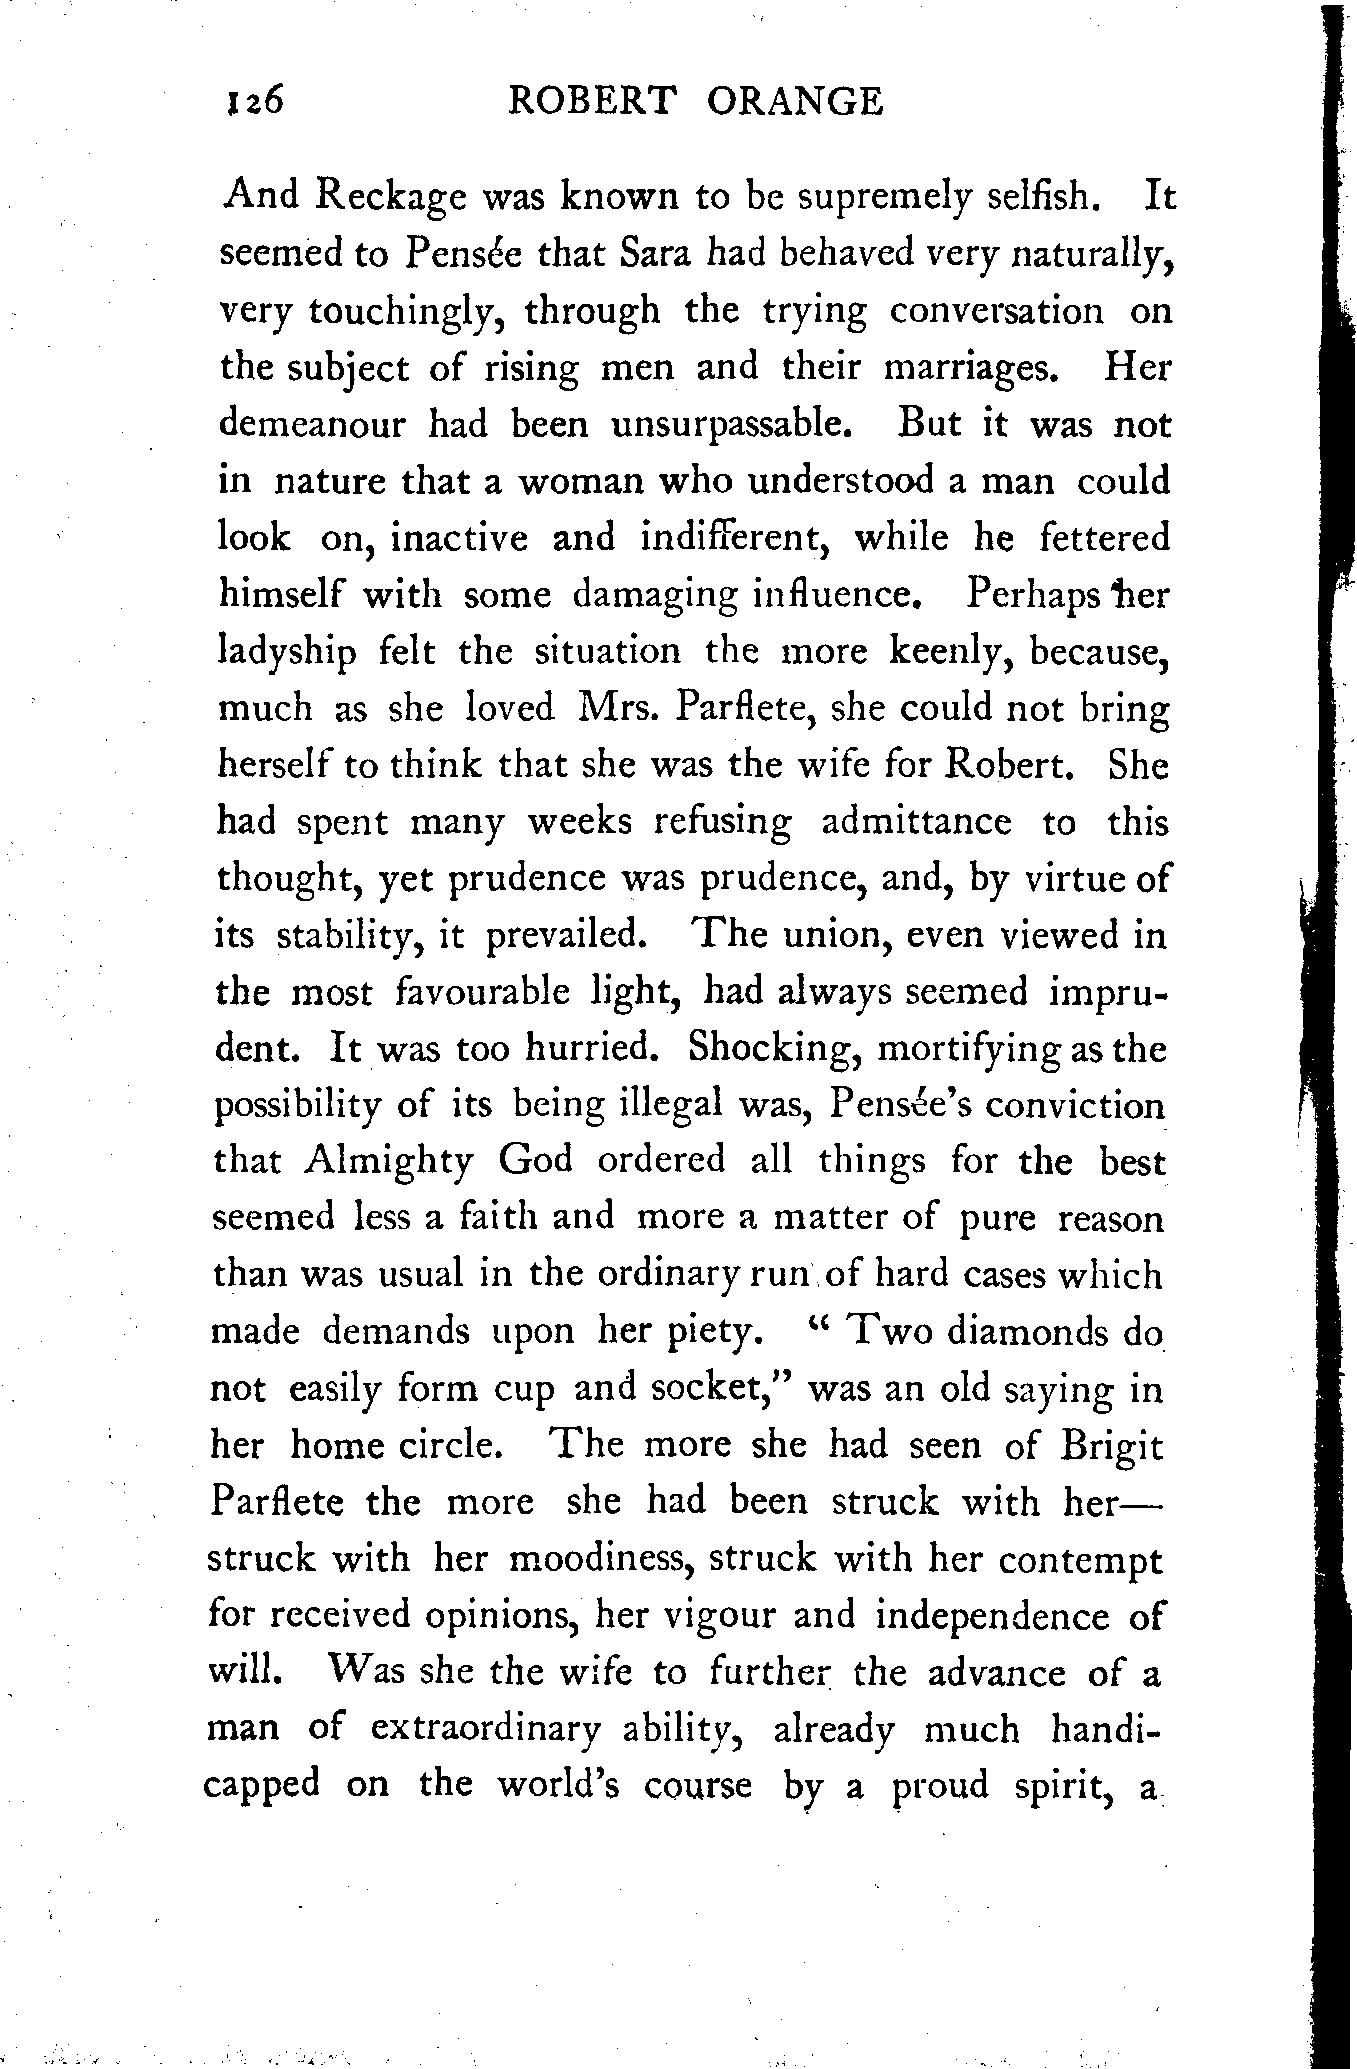 126 ROBERT ORANGE
And Reckage was known to be supremely selfish. It
seemed to Pensée that Sara had behaved very naturally,
very touchingly, through the trying conversation on
the subject of rising men and their marriages. Her
demeanour had been unsurpassable. But it was not
in nature that a woman who understood a man could
look on, inactive and indifferent, while he fettered
himself with some damaging influence. Perhaps her
ladyship felt the situation the more keenly, because,
much as she loved Mrs. Parflete, she could not bring
herself to think that she was the wife for Robert. She
had spent many weeks refusing admittance to this
thought, yet prudence was prudence, and, by virtue of
its stability, it prevailed. The union, even viewed in
the most favourable light, had always seemed impru-
dent. It was too hurried. Shocking, mortifying as the
possibility of its being illegal was, Pensée's conviction
that Almighty God ordered all things for the best
seemed less a faith and more a matter of pure reason
than was usual in the ordinary run of hard cases which
made demands upon her piety. " Two diamonds do
not easily form cup and socket," was an old saying in
her home circle. The more she had seen of Brigit
Parflete the more she had been struck with her—
struck with her moodiness, struck with her contempt
for received opinions, her vigour and independence of
will. Was she the wife to further the advance of a
man of extraordinary ability, already much handi-
capped on the world's course by a proud spirit, a